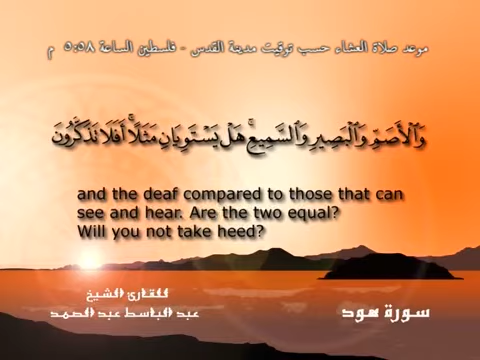 موعد صلاة العشاء حسب توقيت مدينة القدس - فلسطين الساعة ٥:٥٨ م
وَالْأَصَمِّ وَالْبَصِيرِ وَالسَّمِيعِ ۚ هَلْ يَسْتَوِيَانِ مَثَلًا ۚ أَفَلَا تَذَكَّرُونَ
and the deaf compared to those that can
see and hear. Are the two equal?
Will you not take heed?
للقارئ الشيخ
عبد الباسط عبد الصمد
سورة هود